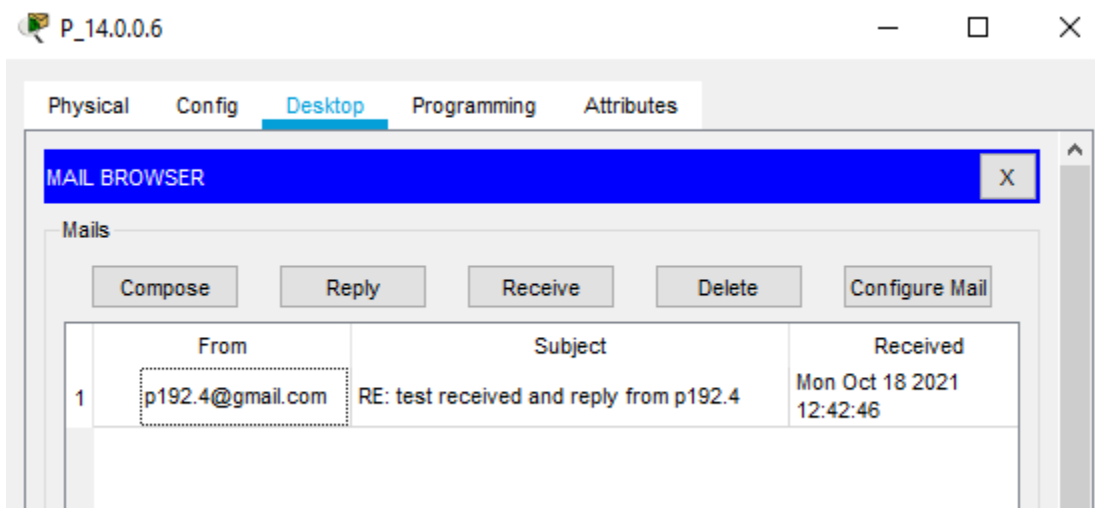 P_14.0.0.6
Physical Config Desktop Programming Attributes
MAIL BROWSER X
Mails
Compose Reply Receive Delete Configure Mail
From Subject Received
1 p192.4@gmail.com RE: test received and reply from p192.4 Mon Oct 18 2021
12:42:46